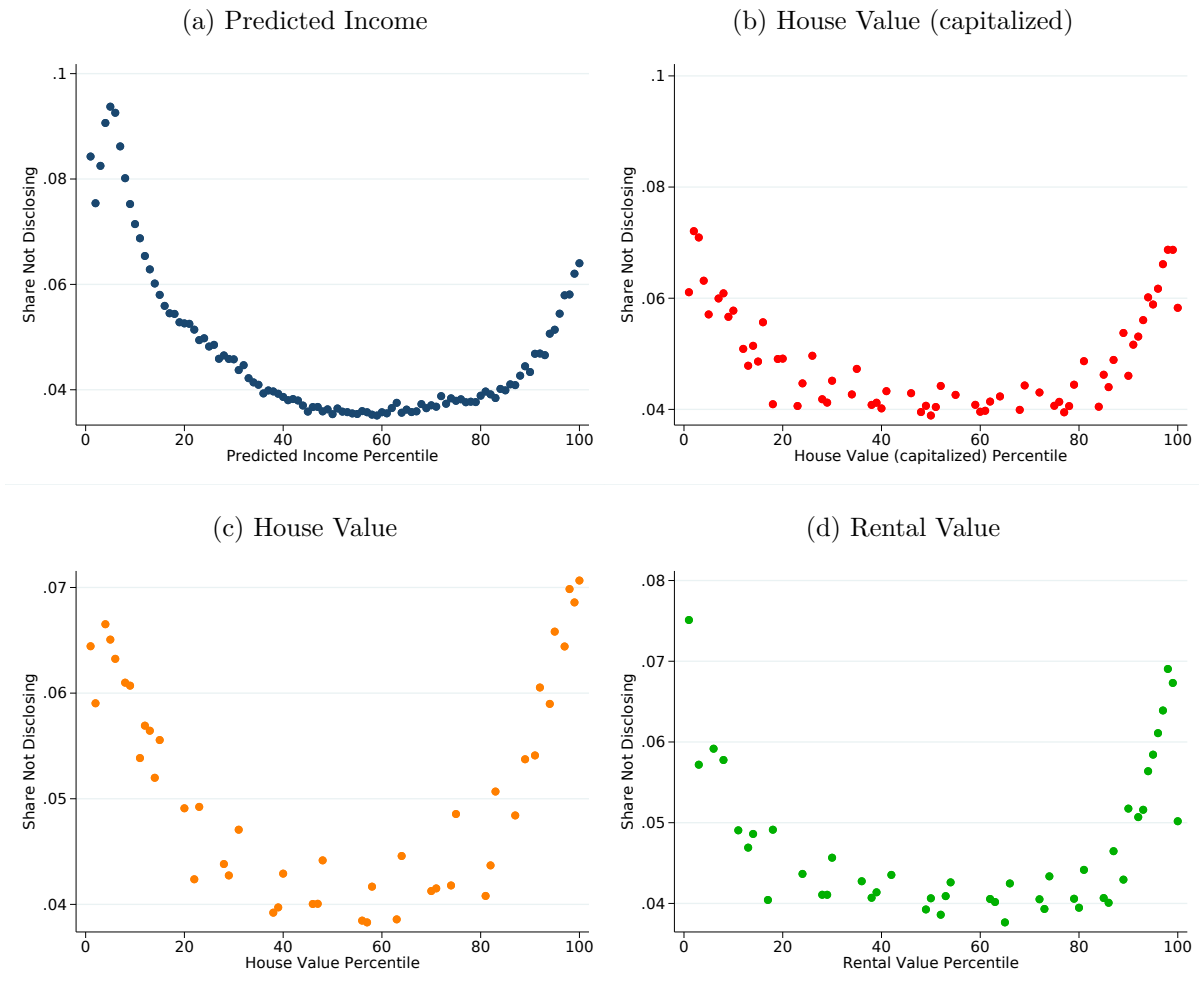 (a) Predicted Income
.1
.08
.06
.04
Share Not Disclosing
0 20 40 60 80 100
Predicted Income Percentile
(b) House Value (capitalized)
.1
.08
.06
.04
Share Not Disclosing
0 20 40 60 80 100
House Value (capitalized) Percentile
(c) House Value
.07
.06
.05
.04
Share Not Disclosing
0 20 40 60 80 100
House Value Percentile
(d) Rental Value
.08
.07
.06
.05
.04
Share Not Disclosing
0 20 40 60 80 100
Rental Value Percentile